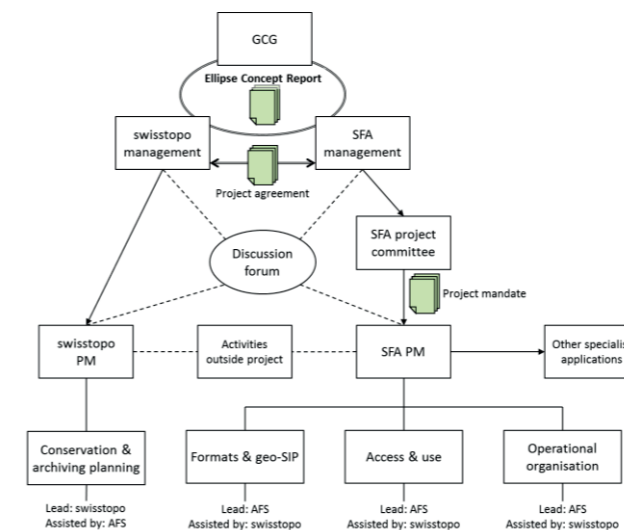 GCG
Ellipse Concept Report
swisstopo
management
SFA
management
Project agreement
SFA project
committee
Discussion
forum
Project mandate
swisstopo
PM
Activities
outside project
SFA PM
Other specialis
applications
Conservation &
archiving planning
Formats & geo-SIP
Access & use
Operational
organisation
Lead: swisstopo
Assisted by: AFS
Lead: AFS
Assisted by: swisstopo
Lead: AFS
Assisted by: swisstopo
Lead: AFS
Assisted by: swisstopo